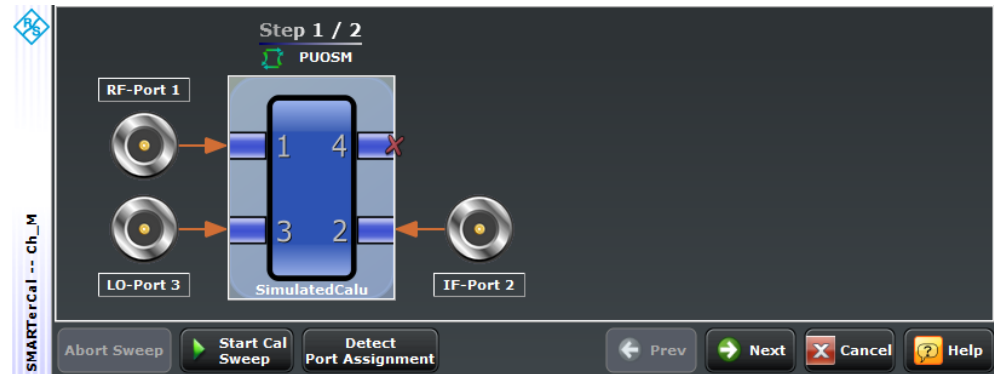 R&S
Step 1 / 2
PUOSM
RF-Port 1
1
4
3
2
LO-Port 3
SimulatedCalu
IF-Port 2
SMARTerCal -- Ch_M
Abort Sweep
Start Cal
Sweep
Detect
Port Assignment
Prev
Next
Cancel
Help